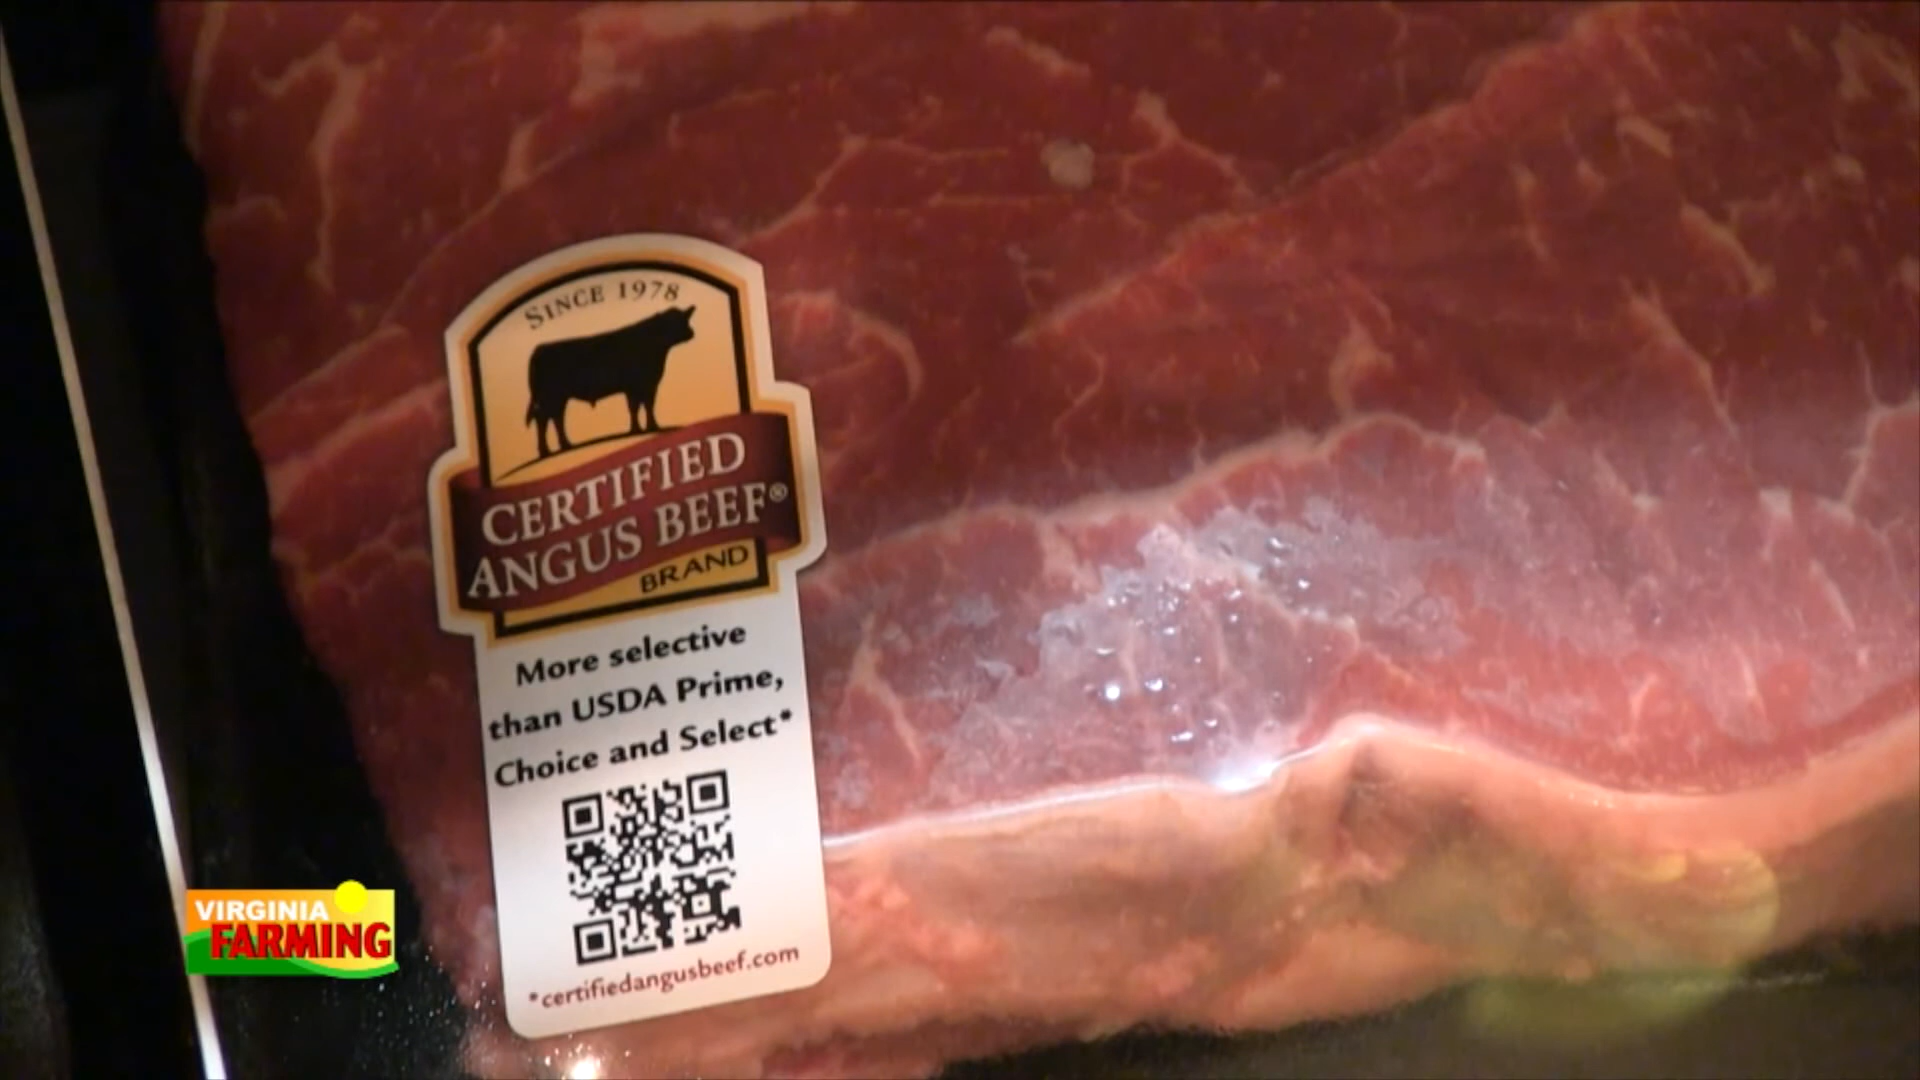 SINCE 1978
CERTIFIED
ANGUS BEEF®
BRAND
More selective
than USDA Prime,
Choice and Select*
*certifiedangusbeef.com
VIRGINIA
FARMING